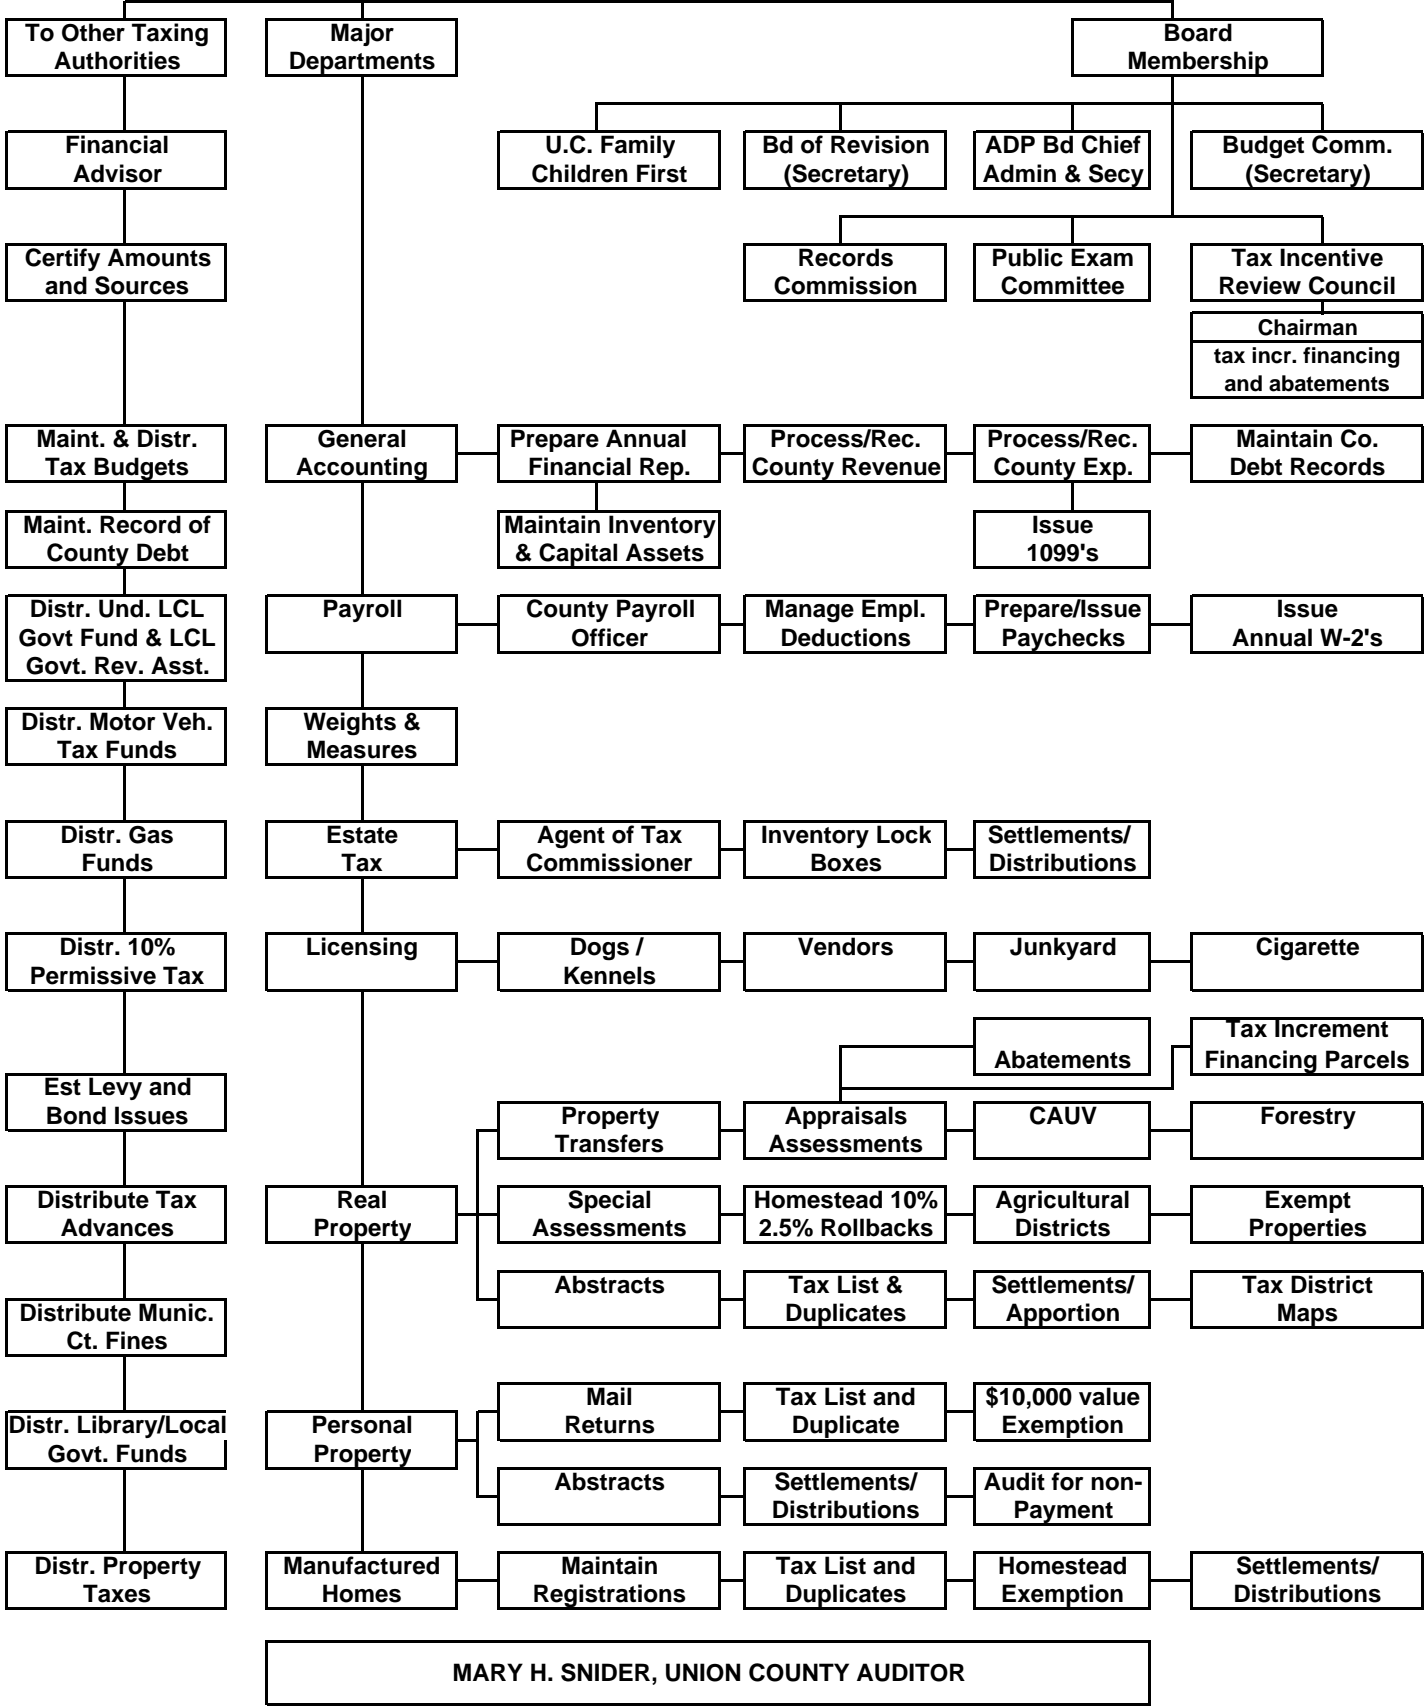 To Other Taxing
Authorities
Major
Departments
Board
Membership
Financial
Advisor
U.C. Family
Children First
Bd of Revision
(Secretary)
ADP Bd Chief
Admin & Secy
Budget Comm.
(Secretary)
Certify Amounts
and Sources
Records
Commission
Public Exam
Committee
Tax Incentive
Review Council
Chairman
tax incr. financing
and abatements
Maint. & Distr.
Tax Budgets
General
Accounting
Prepare Annual
Financial Rep.
Process/Rec.
County Revenue
Process/Rec.
County Exp.
Maintain Co.
Debt Records
Maint. Record of
County Debt
Maintain Inventory
& Capital Assets
Issue
1099's
Distr. Und. LCL
Govt Fund & LCL
Govt. Rev. Asst.
Payroll
County Payroll
Officer
Manage Empl.
Deductions
Prepare/Issue
Paychecks
Issue
Annual W-2's
Distr. Motor Veh.
Tax Funds
Weights &
Measures
Distr. Gas
Funds
Estate
Tax
Agent of Tax
Commissioner
Inventory Lock
Boxes
Settlements/
Distributions
Distr. 10%
Permissive Tax
Licensing
Dogs /
Kennels
Vendors
Junkyard
Cigarette
Abatements
Tax Increment
Financing Parcels
Est Levy and
Bond Issues
Property
Transfers
Appraisals
Assessments
CAUV
Forestry
Distribute Tax
Advances
Real
Property
Special
Assessments
Homestead 10%
2.5% Rollbacks
Agricultural
Districts
Exempt
Properties
Abstracts
Tax List &
Duplicates
Settlements/
Apportion
Tax District
Maps
Distribute Munic.
Ct. Fines
Mail
Returns
Tax List and
Duplicate
$10,000 value
Exemption
Distr. Library/Local
Govt. Funds
Personal
Property
Abstracts
Settlements/
Distributions
Audit for non-
Payment
Distr. Property
Taxes
Manufactured
Homes
Maintain
Registrations
Tax List and
Duplicates
Homestead
Exemption
Settlements/
Distributions
MARY H. SNIDER, UNION COUNTY AUDITOR